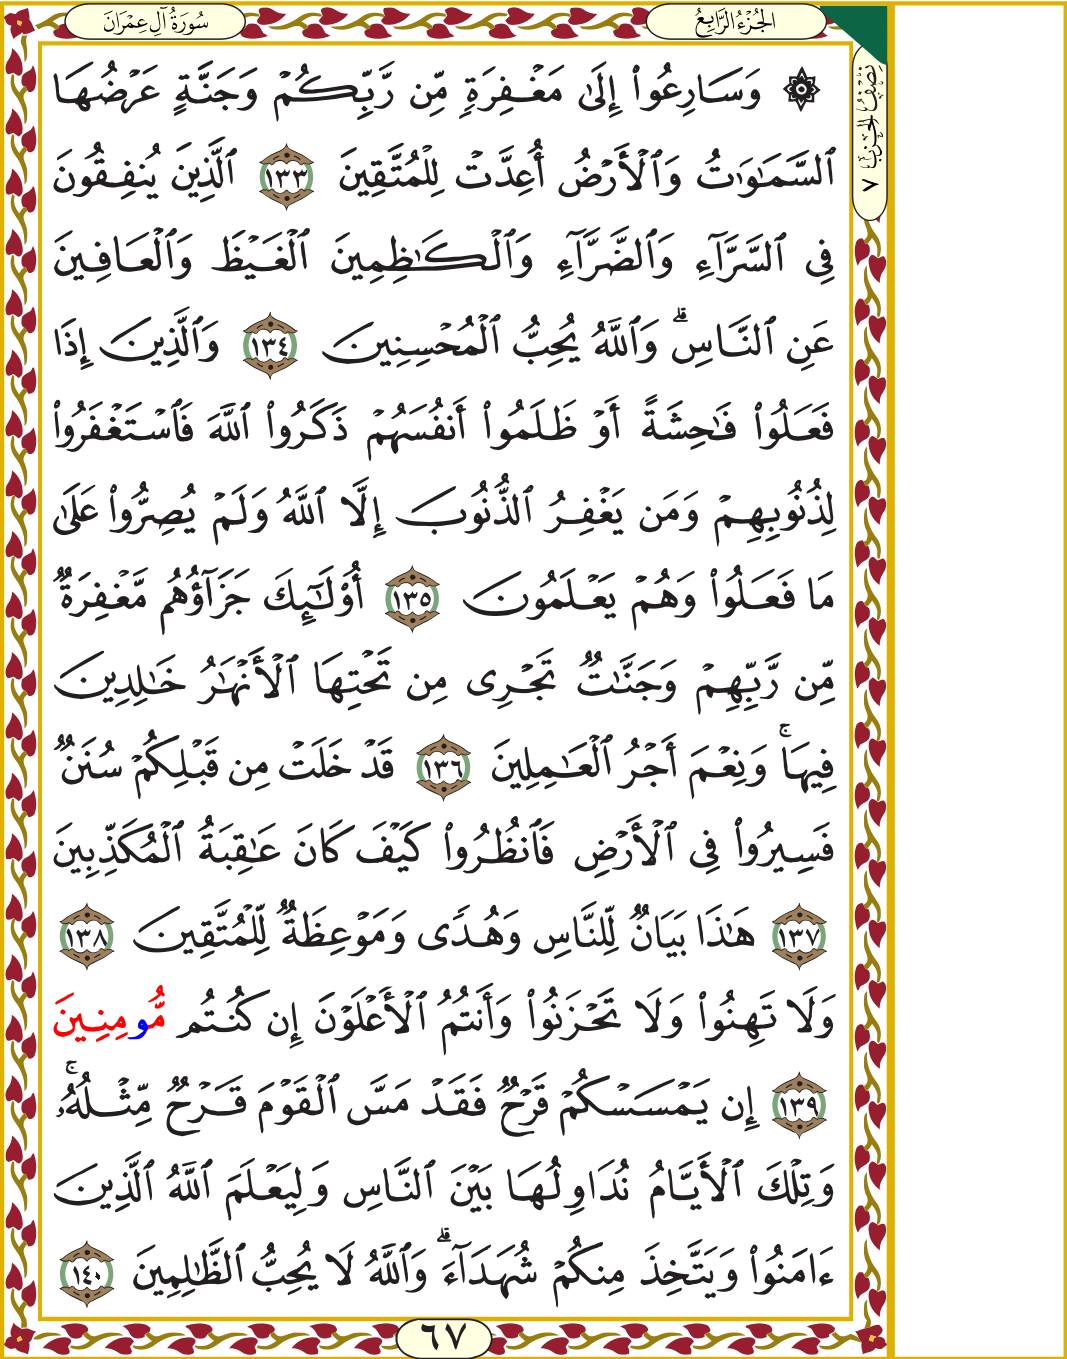 سُورَةُ آلِ عِمْرَان
الجُزْءُ الرَّابِعُ
نِصْفُ الحِزْبِ ٧
۞ وَسَارِعُوٓاْ إِلَىٰ مَغْفِرَةٖ مِّن رَّبِّكُمْ وَجَنَّةٍ عَرْضُهَا
ٱلسَّمَٰوَٰتُ وَٱلْأَرْضُ أُعِدَّتْ لِلْمُتَّقِينَ ١٣٣ ٱلَّذِينَ يُنفِقُونَ
فِى ٱلسَّرَّآءِ وَٱلضَّرَّآءِ وَٱلْكَٰظِمِينَ ٱلْغَيْظَ وَٱلْعَافِينَ
عَنِ ٱلنَّاسِۗ وَٱللَّهُ يُحِبُّ ٱلْمُحْسِنِينَ ١٣٤ وَٱلَّذِينَ إِذَا
فَعَلُواْ فَٰحِشَةً أَوْ ظَلَمُوٓاْ أَنفُسَهُمْ ذَكَرُواْ ٱللَّهَ فَٱسْتَغْفَرُواْ
لِذُنُوبِهِمْ وَمَن يَغْفِرُ ٱلذُّنُوبَ إِلَّا ٱللَّهُ وَلَمْ يُصِرُّواْ عَلَىٰ
مَا فَعَلُواْ وَهُمْ يَعْلَمُونَ ١٣٥ أُوْلَٰٓئِكَ جَزَآؤُهُم مَّغْفِرَةٌ
مِّن رَّبِّهِمْ وَجَنَّٰتٌ تَجْرِى مِن تَحْتِهَا ٱلْأَنْهَٰرُ خَٰلِدِينَ
فِيهَاۚ وَنِعْمَ أَجْرُ ٱلْعَٰمِلِينَ ١٣٦ قَدْ خَلَتْ مِن قَبْلِكُمْ سُنَنٌ
فَسِيرُواْ فِى ٱلْأَرْضِ فَٱنظُرُواْ كَيْفَ كَانَ عَٰقِبَةُ ٱلْمُكَذِّبِينَ
١٣٧ هَٰذَا بَيَانٌ لِّلنَّاسِ وَهُدًى وَمَوْعِظَةٌ لِّلْمُتَّقِينَ ١٣٨
وَلَا تَهِنُواْ وَلَا تَحْزَنُواْ وَأَنتُمُ ٱلْأَعْلَوْنَ إِن كُنتُم مُّومِنِينَ
١٣٩ إِن يَمْسَسْكُمْ قَرْحٌ فَقَدْ مَسَّ ٱلْقَوْمَ قَرْحٌ مِّثْلُهُۥۚ
وَتِلْكَ ٱلْأَيَّامُ نُدَاوِلُهَا بَيْنَ ٱلنَّاسِ وَلِيَعْلَمَ ٱللَّهُ ٱلَّذِينَ
ءَامَنُواْ وَيَتَّخِذَ مِنكُمْ شُهَدَآءَۗ وَٱللَّهُ لَا يُحِبُّ ٱلظَّٰلِمِينَ ١٤٠
٦٧